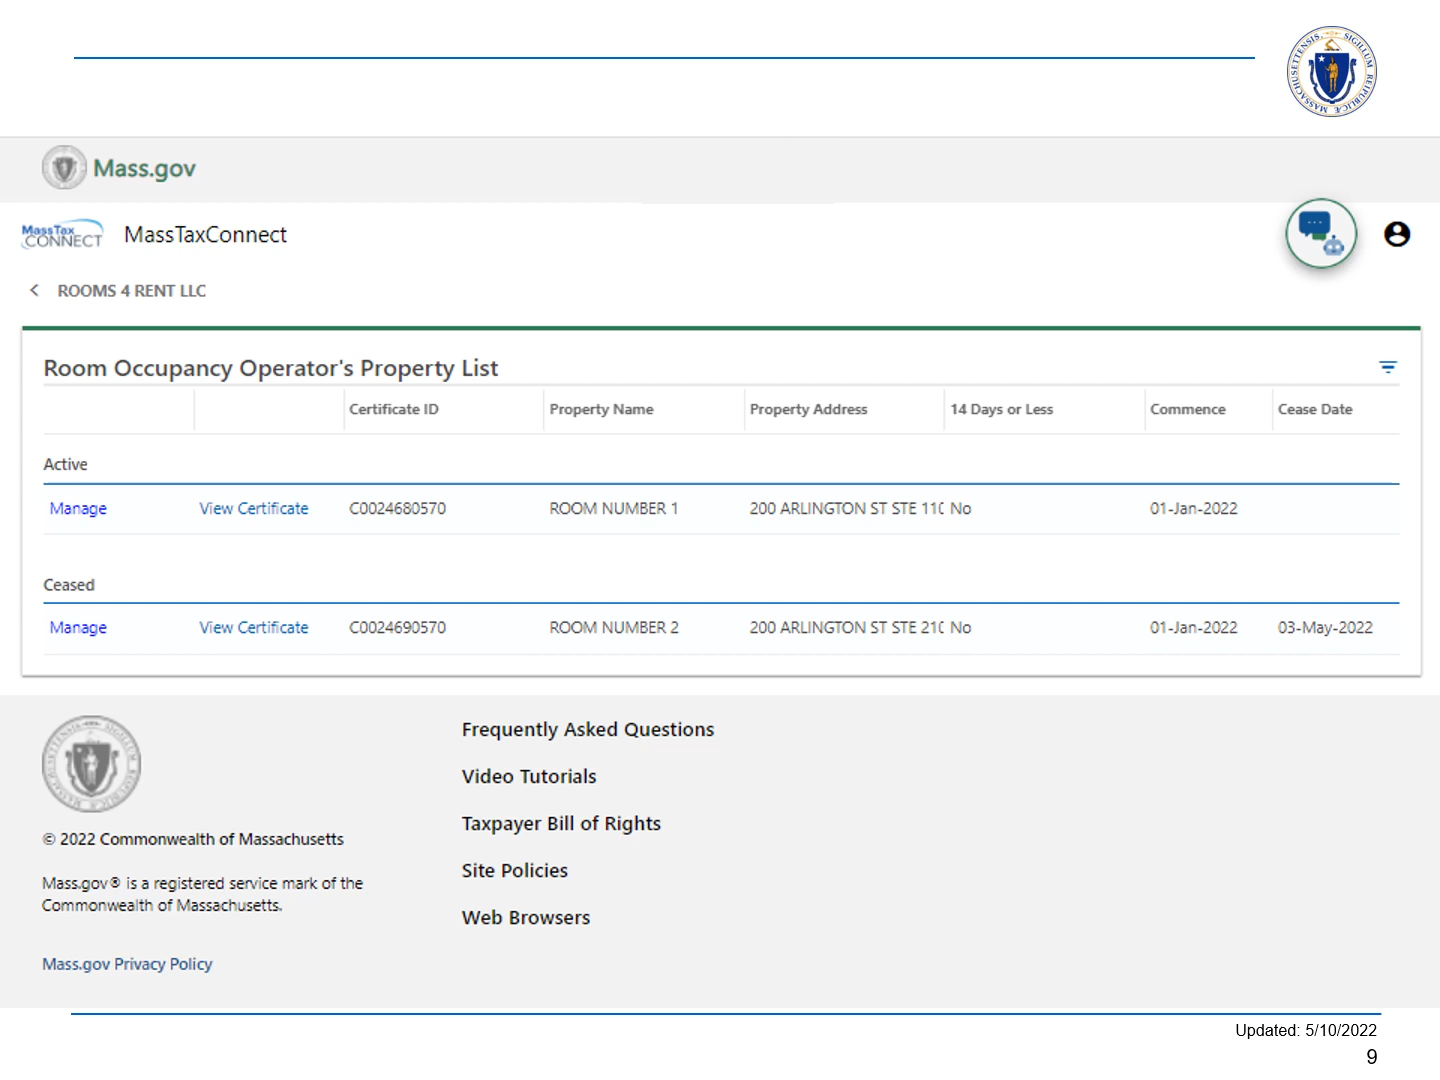 Mass.gov
MassTax
CONNECT
MassTaxConnect
< ROOMS 4 RENT LLC
Room Occupancy Operator's Property List
Certificate ID Property Name Property Address 14 Days or Less Commence Cease Date
Active
Manage View Certificate C0024680570 ROOM NUMBER 1 200 ARLINGTON ST STE 110 No 01-Jan-2022
Ceased
Manage View Certificate C0024690570 ROOM NUMBER 2 200 ARLINGTON ST STE 210 No 01-Jan-2022 03-May-2022
Frequently Asked Questions
Video Tutorials
Taxpayer Bill of Rights
Site Policies
Web Browsers
© 2022 Commonwealth of Massachusetts
Mass.gov® is a registered service mark of the
Commonwealth of Massachusetts.
Mass.gov Privacy Policy
Updated: 5/10/2022
9